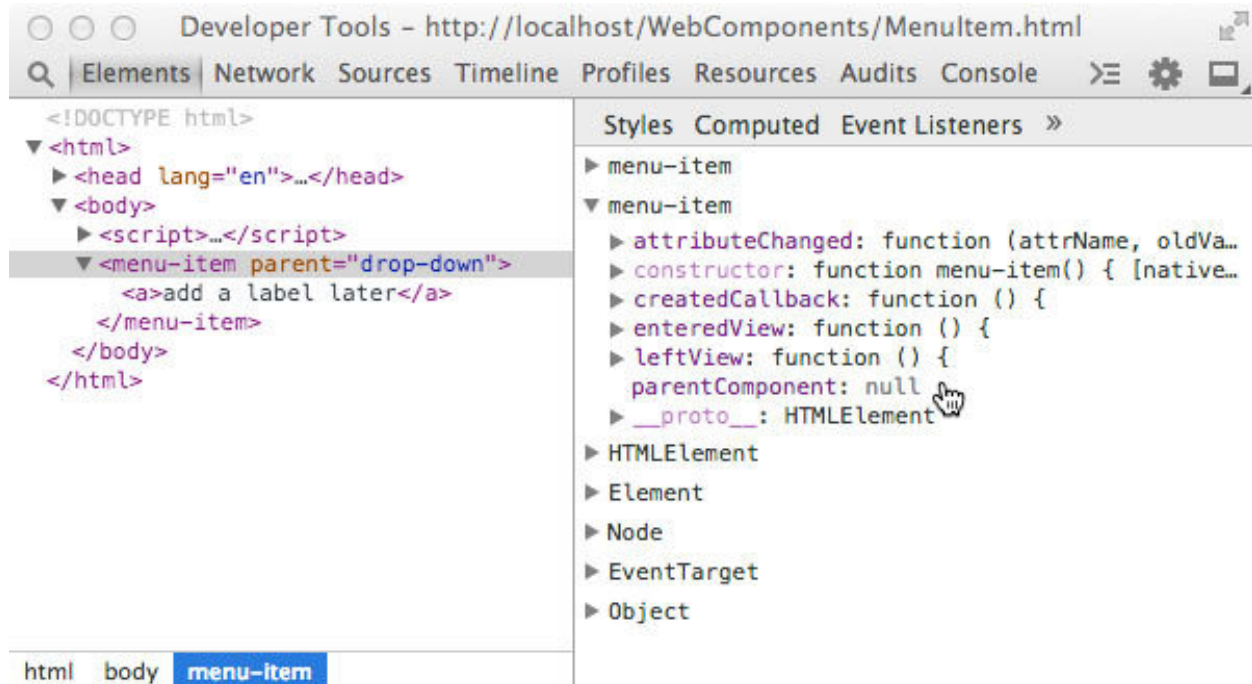 Developer Tools – http://localhost/WebComponents/MenuItem.html
Elements Network Sources Timeline Profiles Resources Audits Console
<!DOCTYPE html>
▼<html>
▶<head lang="en">…</head>
▼<body>
▶<script>…</script>
▼<menu-item parent="drop-down">
<a>add a label later</a>
</menu-item>
</body>
</html>
html body menu-item
Styles Computed Event Listeners »
▶ menu-item
▼ menu-item
▶ attributeChanged: function (attrName, oldVa…
▶ constructor: function menu-item() { [native…
▶ createdCallback: function () {
▶ enteredView: function () {
▶ leftView: function () {
parentComponent: null
▶ __proto__: HTMLElement
▶ HTMLElement
▶ Element
▶ Node
▶ EventTarget
▶ Object